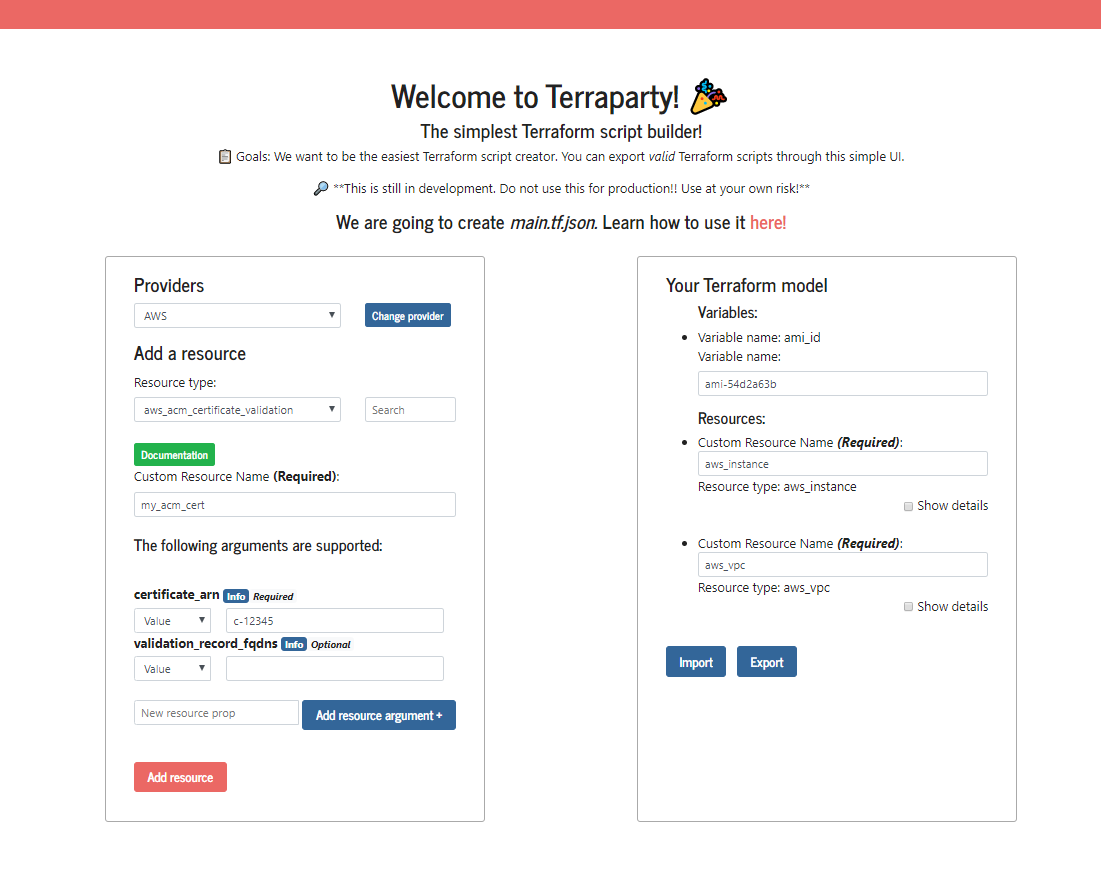 Welcome to Terraparty!
The simplest Terraform script builder!
Goals: We want to be the easiest Terraform script creator. You can export valid Terraform scripts through this simple UI.
**This is still in development. Do not use this for production!! Use at your own risk!**
We are going to create main.tf.json. Learn how to use it here!
Providers
AWS
Change provider
Add a resource
Resource type:
aws_acm_certificate_validation
Search
Documentation
Custom Resource Name (Required):
my_acm_cert
The following arguments are supported:
certificate_arn Info Required
Value
c-12345
validation_record_fqdns Info Optional
Value
New resource prop
Add resource argument +
Add resource
Your Terraform model
Variables:
Variable name: ami_id
Variable name:
ami-54d2a63b
Resources:
Custom Resource Name (Required):
aws_instance
Resource type: aws_instance
Show details
Custom Resource Name (Required):
aws_vpc
Resource type: aws_vpc
Show details
Import
Export